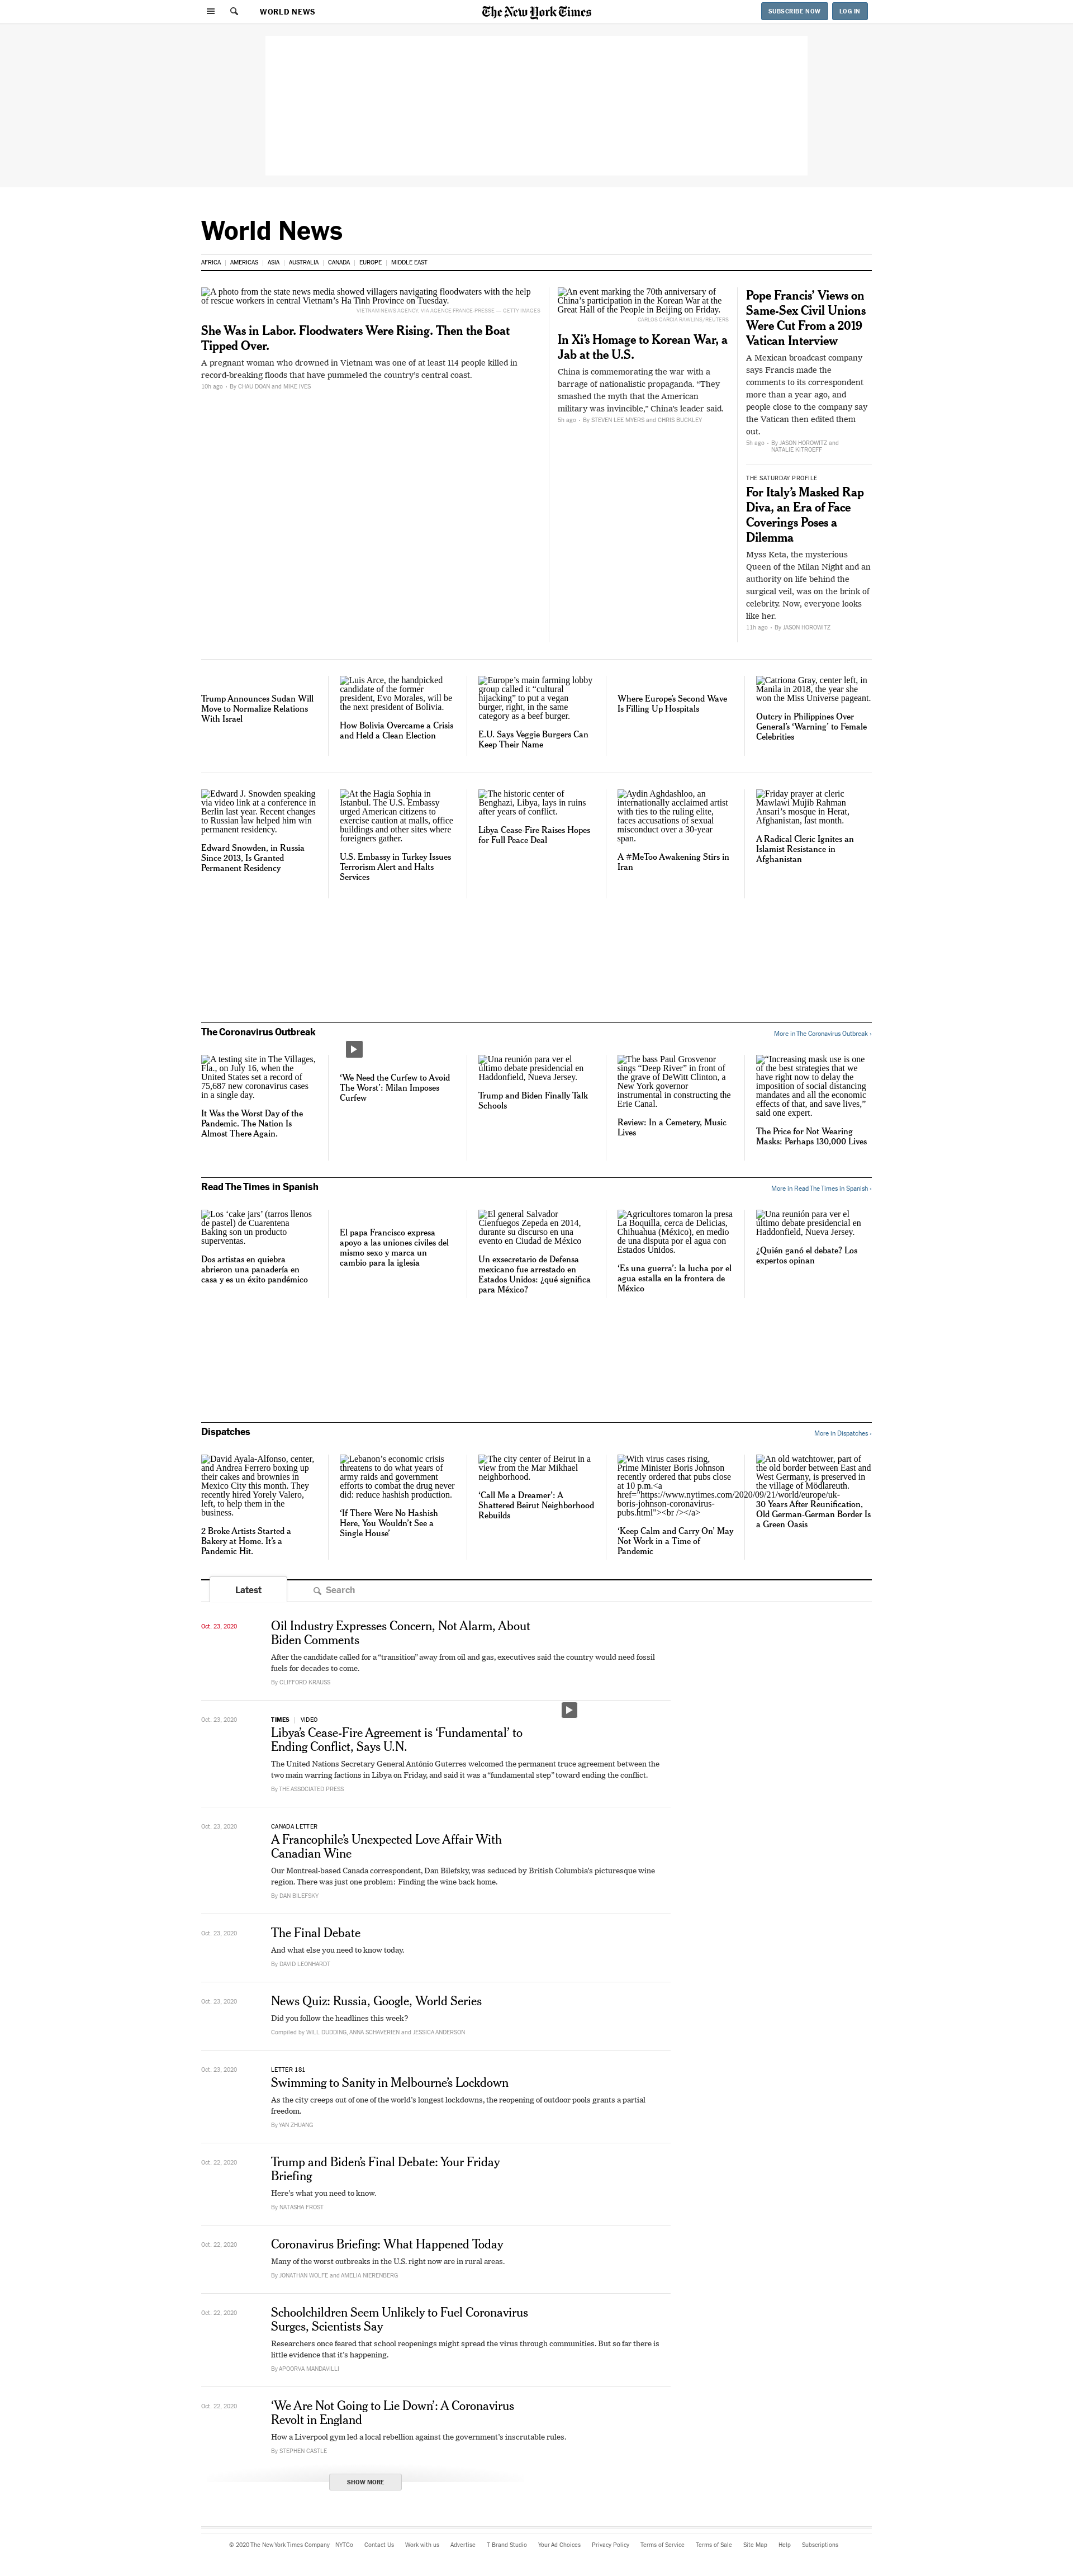 WORLD NEWS
The New York Times
SUBSCRIBE NOW
LOG IN
World News
AFRICA | AMERICAS | ASIA | AUSTRALIA | CANADA | EUROPE | MIDDLE EAST
A photo from the state news media showed villagers navigating floodwaters with the help
of rescue workers in central Vietnam’s Ha Tinh Province on Tuesday.
VIETNAM NEWS AGENCY, VIA AGENCE FRANCE-PRESSE — GETTY IMAGES
She Was in Labor. Floodwaters Were Rising. Then the Boat
Tipped Over.
A pregnant woman who drowned in Vietnam was one of at least 114 people killed in
record-breaking floods that have pummeled the country’s central coast.
10h ago • By CHAU DOAN and MIKE IVES
An event marking the 70th anniversary of
China’s participation in the Korean War at the
Great Hall of the People in Beijing on Friday.
CARLOS GARCIA RAWLINS/REUTERS
In Xi’s Homage to Korean War, a
Jab at the U.S.
China is commemorating the war with a
barrage of nationalistic propaganda. “They
smashed the myth that the American
military was invincible,” China’s leader said.
5h ago • By STEVEN LEE MYERS and CHRIS BUCKLEY
Pope Francis’ Views on
Same-Sex Civil Unions
Were Cut From a 2019
Vatican Interview
A Mexican broadcast company
says Francis made the
comments to its correspondent
more than a year ago, and
people close to the company say
the Vatican then edited them
out.
5h ago • By JASON HOROWITZ and
NATALIE KITROEFF
THE SATURDAY PROFILE
For Italy’s Masked Rap
Diva, an Era of Face
Coverings Poses a
Dilemma
Myss Keta, the mysterious
Queen of the Milan Night and an
authority on life behind the
surgical veil, was on the brink of
celebrity. Now, everyone looks
like her.
11h ago • By JASON HOROWITZ
Trump Announces Sudan Will
Move to Normalize Relations
With Israel
Luis Arce, the handpicked
candidate of the former
president, Evo Morales, will be
the next president of Bolivia.
How Bolivia Overcame a Crisis
and Held a Clean Election
Europe’s main farming lobby
group called it “cultural
hijacking” to put a vegan
burger, right, in the same
category as a beef burger.
E.U. Says Veggie Burgers Can
Keep Their Name
Where Europe’s Second Wave
Is Filling Up Hospitals
Catriona Gray, center left, in
Manila in 2018, the year she
won the Miss Universe pageant.
Outcry in Philippines Over
General’s ‘Warning’ to Female
Celebrities
Edward J. Snowden speaking
via video link at a conference in
Berlin last year. Recent changes
to Russian law helped him win
permanent residency.
Edward Snowden, in Russia
Since 2013, Is Granted
Permanent Residency
At the Hagia Sophia in
Istanbul. The U.S. Embassy
urged American citizens to
exercise caution at malls, office
buildings and other sites where
foreigners gather.
U.S. Embassy in Turkey Issues
Terrorism Alert and Halts
Services
The historic center of
Benghazi, Libya, lays in ruins
after years of conflict.
Libya Cease-Fire Raises Hopes
for Full Peace Deal
Aydin Aghdashloo, an
internationally acclaimed artist
with ties to the ruling elite,
faces accusations of sexual
misconduct over a 30-year
span.
A #MeToo Awakening Stirs in
Iran
Friday prayer at cleric
Mawlawi Mujib Rahman
Ansari’s mosque in Herat,
Afghanistan, last month.
A Radical Cleric Ignites an
Islamist Resistance in
Afghanistan
The Coronavirus Outbreak
More in The Coronavirus Outbreak ›
A testing site in The Villages,
Fla., on July 16, when the
United States set a record of
75,687 new coronavirus cases
in a single day.
It Was the Worst Day of the
Pandemic. The Nation Is
Almost There Again.
‘We Need the Curfew to Avoid
The Worst’: Milan Imposes
Curfew
Una reunión para ver el
último debate presidencial en
Haddonfield, Nueva Jersey.
Trump and Biden Finally Talk
Schools
The bass Paul Grosvenor
sings “Deep River” in front of
the grave of DeWitt Clinton, a
New York governor
instrumental in constructing the
Erie Canal.
Review: In a Cemetery, Music
Lives
“Increasing mask use is one
of the best strategies that we
have right now to delay the
imposition of social distancing
mandates and all the economic
effects of that, and save lives,”
said one expert.
The Price for Not Wearing
Masks: Perhaps 130,000 Lives
Read The Times in Spanish
More in Read The Times in Spanish ›
Los ‘cake jars’ (tarros llenos
de pastel) de Cuarentena
Baking son un producto
superventas.
Dos artistas en quiebra
abrieron una panadería en
casa y es un éxito pandémico
El papa Francisco expresa
apoyo a las uniones civiles del
mismo sexo y marca un
cambio para la iglesia
El general Salvador
Cienfuegos Zepeda en 2014,
durante su discurso en una
evento en Ciudad de México
Un exsecretario de Defensa
mexicano fue arrestado en
Estados Unidos: ¿qué significa
para México?
Agricultores tomaron la presa
La Boquilla, cerca de Delicias,
Chihuahua (México), en medio
de una disputa por el agua con
Estados Unidos.
‘Es una guerra’: la lucha por el
agua estalla en la frontera de
México
Una reunión para ver el
último debate presidencial en
Haddonfield, Nueva Jersey.
¿Quién ganó el debate? Los
expertos opinan
Dispatches
More in Dispatches ›
David Ayala-Alfonso, center,
and Andrea Ferrero boxing up
their cakes and brownies in
Mexico City this month. They
recently hired Yorely Valero,
left, to help them in the
business.
2 Broke Artists Started a
Bakery at Home. It’s a
Pandemic Hit.
Lebanon’s economic crisis
threatens to do what years of
army raids and government
efforts to combat the drug never
did: reduce hashish production.
‘If There Were No Hashish
Here, You Wouldn’t See a
Single House’
The city center of Beirut in a
view from the Mar Mikhael
neighborhood.
‘Call Me a Dreamer’: A
Shattered Beirut Neighborhood
Rebuilds
With virus cases rising,
Prime Minister Boris Johnson
recently ordered that pubs close
at 10 p.m.<a
href="https://www.nytimes.com/2020/09/21/world/europe/uk-
boris-johnson-coronavirus-
pubs.html"><br /></a>
‘Keep Calm and Carry On’ May
Not Work in a Time of
Pandemic
An old watchtower, part of
the old border between East and
West Germany, is preserved in
the village of Mödlareuth.
30 Years After Reunification,
Old German-German Border Is
a Green Oasis
Latest
Search
Oct. 23, 2020
Oil Industry Expresses Concern, Not Alarm, About
Biden Comments
After the candidate called for a “transition” away from oil and gas, executives said the country would need fossil
fuels for decades to come.
By CLIFFORD KRAUSS
Oct. 23, 2020
TIMES | VIDEO
Libya’s Cease-Fire Agreement is ‘Fundamental’ to
Ending Conflict, Says U.N.
The United Nations Secretary General António Guterres welcomed the permanent truce agreement between the
two main warring factions in Libya on Friday, and said it was a “fundamental step” toward ending the conflict.
By THE ASSOCIATED PRESS
Oct. 23, 2020
CANADA LETTER
A Francophile’s Unexpected Love Affair With
Canadian Wine
Our Montreal-based Canada correspondent, Dan Bilefsky, was seduced by British Columbia’s picturesque wine
region. There was just one problem: Finding the wine back home.
By DAN BILEFSKY
Oct. 23, 2020
The Final Debate
And what else you need to know today.
By DAVID LEONHARDT
Oct. 23, 2020
News Quiz: Russia, Google, World Series
Did you follow the headlines this week?
Compiled by WILL DUDDING, ANNA SCHAVERIEN and JESSICA ANDERSON
Oct. 23, 2020
LETTER 181
Swimming to Sanity in Melbourne’s Lockdown
As the city creeps out of one of the world’s longest lockdowns, the reopening of outdoor pools grants a partial
freedom.
By YAN ZHUANG
Oct. 22, 2020
Trump and Biden’s Final Debate: Your Friday
Briefing
Here’s what you need to know.
By NATASHA FROST
Oct. 22, 2020
Coronavirus Briefing: What Happened Today
Many of the worst outbreaks in the U.S. right now are in rural areas.
By JONATHAN WOLFE and AMELIA NIERENBERG
Oct. 22, 2020
Schoolchildren Seem Unlikely to Fuel Coronavirus
Surges, Scientists Say
Researchers once feared that school reopenings might spread the virus through communities. But so far there is
little evidence that it’s happening.
By APOORVA MANDAVILLI
Oct. 22, 2020
‘We Are Not Going to Lie Down’: A Coronavirus
Revolt in England
How a Liverpool gym led a local rebellion against the government’s inscrutable rules.
By STEPHEN CASTLE
SHOW MORE
© 2020 The New York Times Company NYTCo Contact Us Work with us Advertise T Brand Studio Your Ad Choices Privacy Policy Terms of Service Terms of Sale Site Map Help Subscriptions